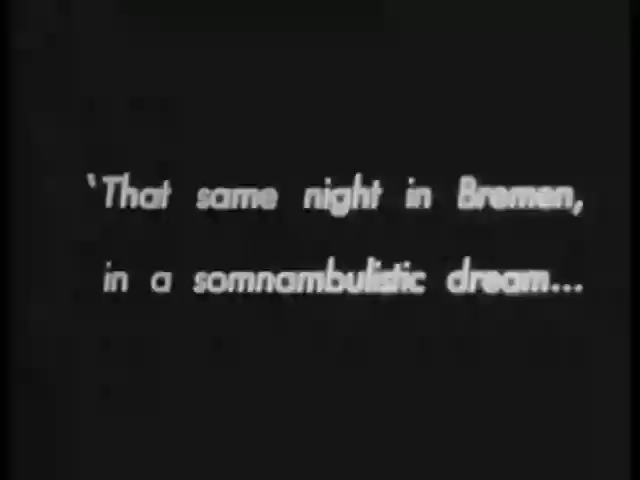 ‛That same night in Bremen,
in a somnambulistic dream...